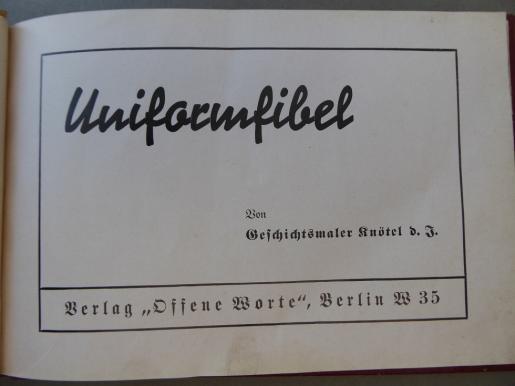 Uniformfibel
Von
Geſchichtsmaler Knötel d. J.
Verlag „Offene Worte“, Berlin W 35